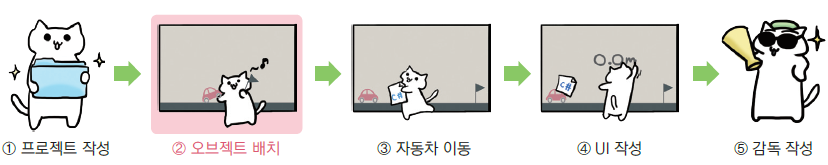 C#
C#
0.0m
① 프로젝트 작성
② 오브젝트 배치
③ 자동차 이동
④ UI 작성
⑤ 감독 작성